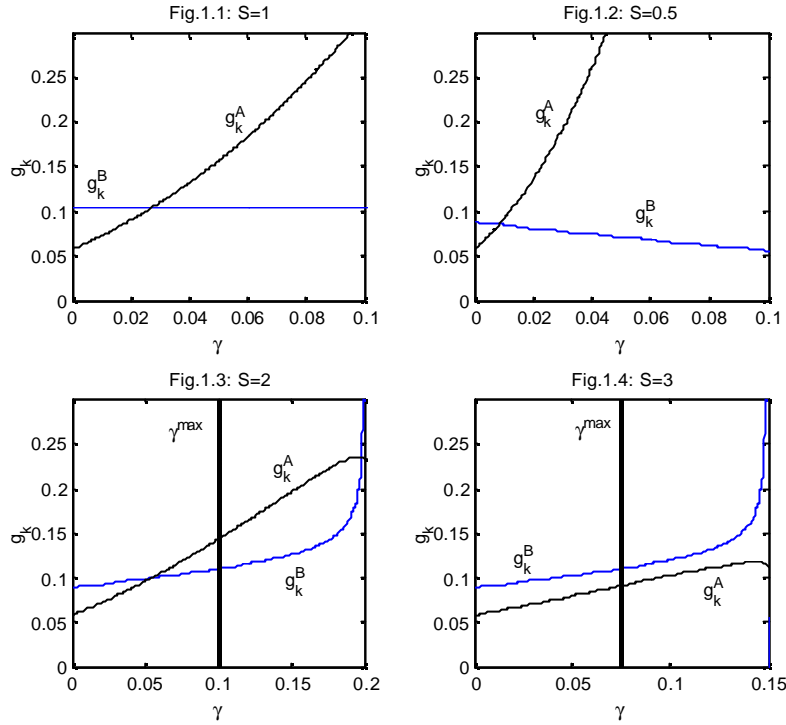 Fig.1.1: S=1
0.25
0.2
0.15
0.1
0.05
0
g_k
g_k^A
g_k^B
0 0.02 0.04 0.06 0.08 0.1
γ
Fig.1.2: S=0.5
0.25
0.2
0.15
0.1
0.05
0
g_k
g_k^A
g_k^B
0 0.02 0.04 0.06 0.08 0.1
γ
Fig.1.3: S=2
0.25
0.2
0.15
0.1
0.05
0
g_k
γ^max
g_k^A
g_k^B
0 0.05 0.1 0.15 0.2
γ
Fig.1.4: S=3
0.25
0.2
0.15
0.1
0.05
0
g_k
γ^max
g_k^B
g_k^A
0 0.05 0.1 0.15
γ